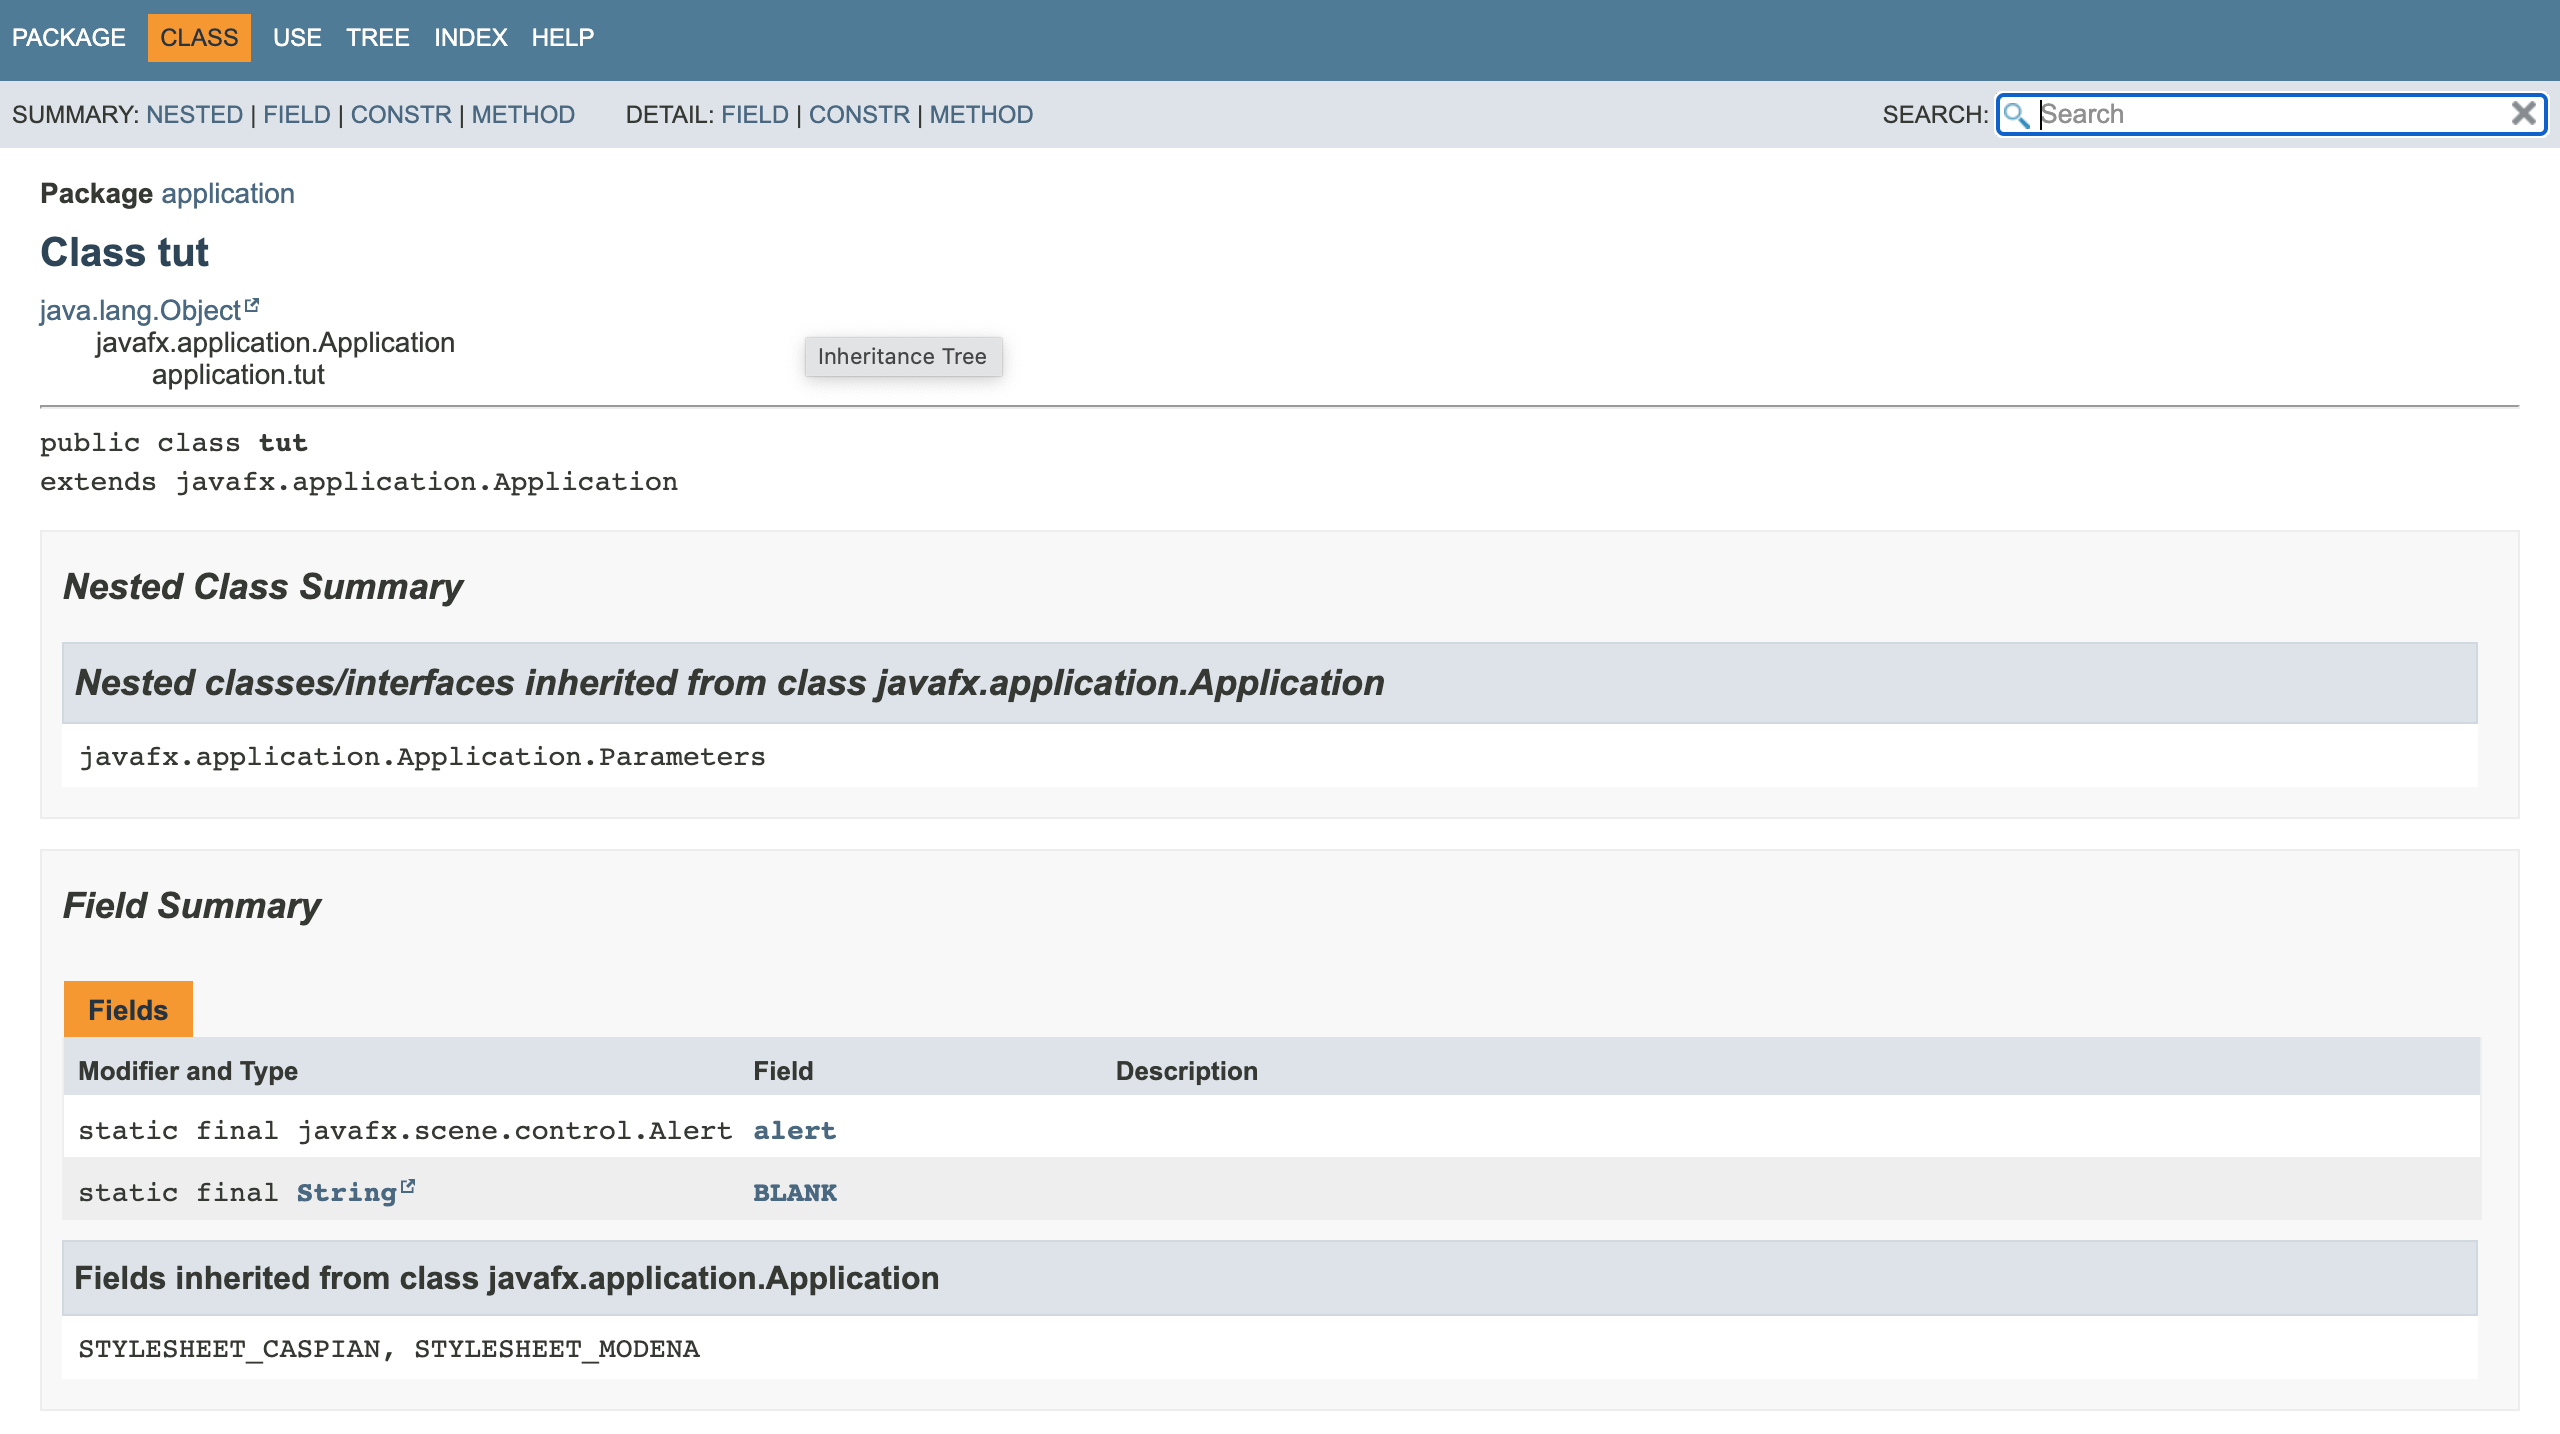 PACKAGE CLASS USE TREE INDEX HELP
SUMMARY: NESTED | FIELD | CONSTR | METHOD DETAIL: FIELD | CONSTR | METHOD SEARCH: Search
Package application
Class tut
java.lang.Object
javafx.application.Application
Inheritance Tree
application.tut
public class tut
extends javafx.application.Application
Nested Class Summary
Nested classes/interfaces inherited from class javafx.application.Application
javafx.application.Application.Parameters
Field Summary
Fields
Modifier and Type Field Description
static final javafx.scene.control.Alert alert
static final String BLANK
Fields inherited from class javafx.application.Application
STYLESHEET_CASPIAN, STYLESHEET_MODENA